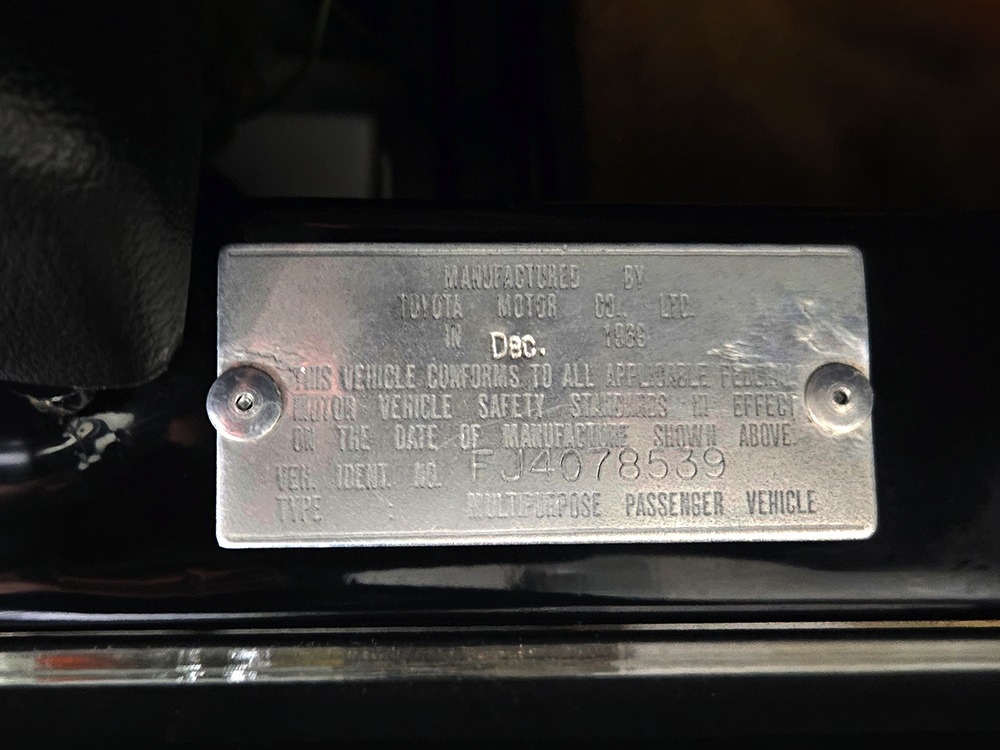 MANUFACTURED BY
TOYOTA MOTOR CO., LTD.
IN Dec. 1969
THIS VEHICLE CONFORMS TO ALL APPLICABLE FEDERAL
MOTOR VEHICLE SAFETY STANDARDS IN EFFECT
ON THE DATE OF MANUFACTURE SHOWN ABOVE.
VEH. IDENT. NO. FJ4078539
TYPE : MULTIPURPOSE PASSENGER VEHICLE